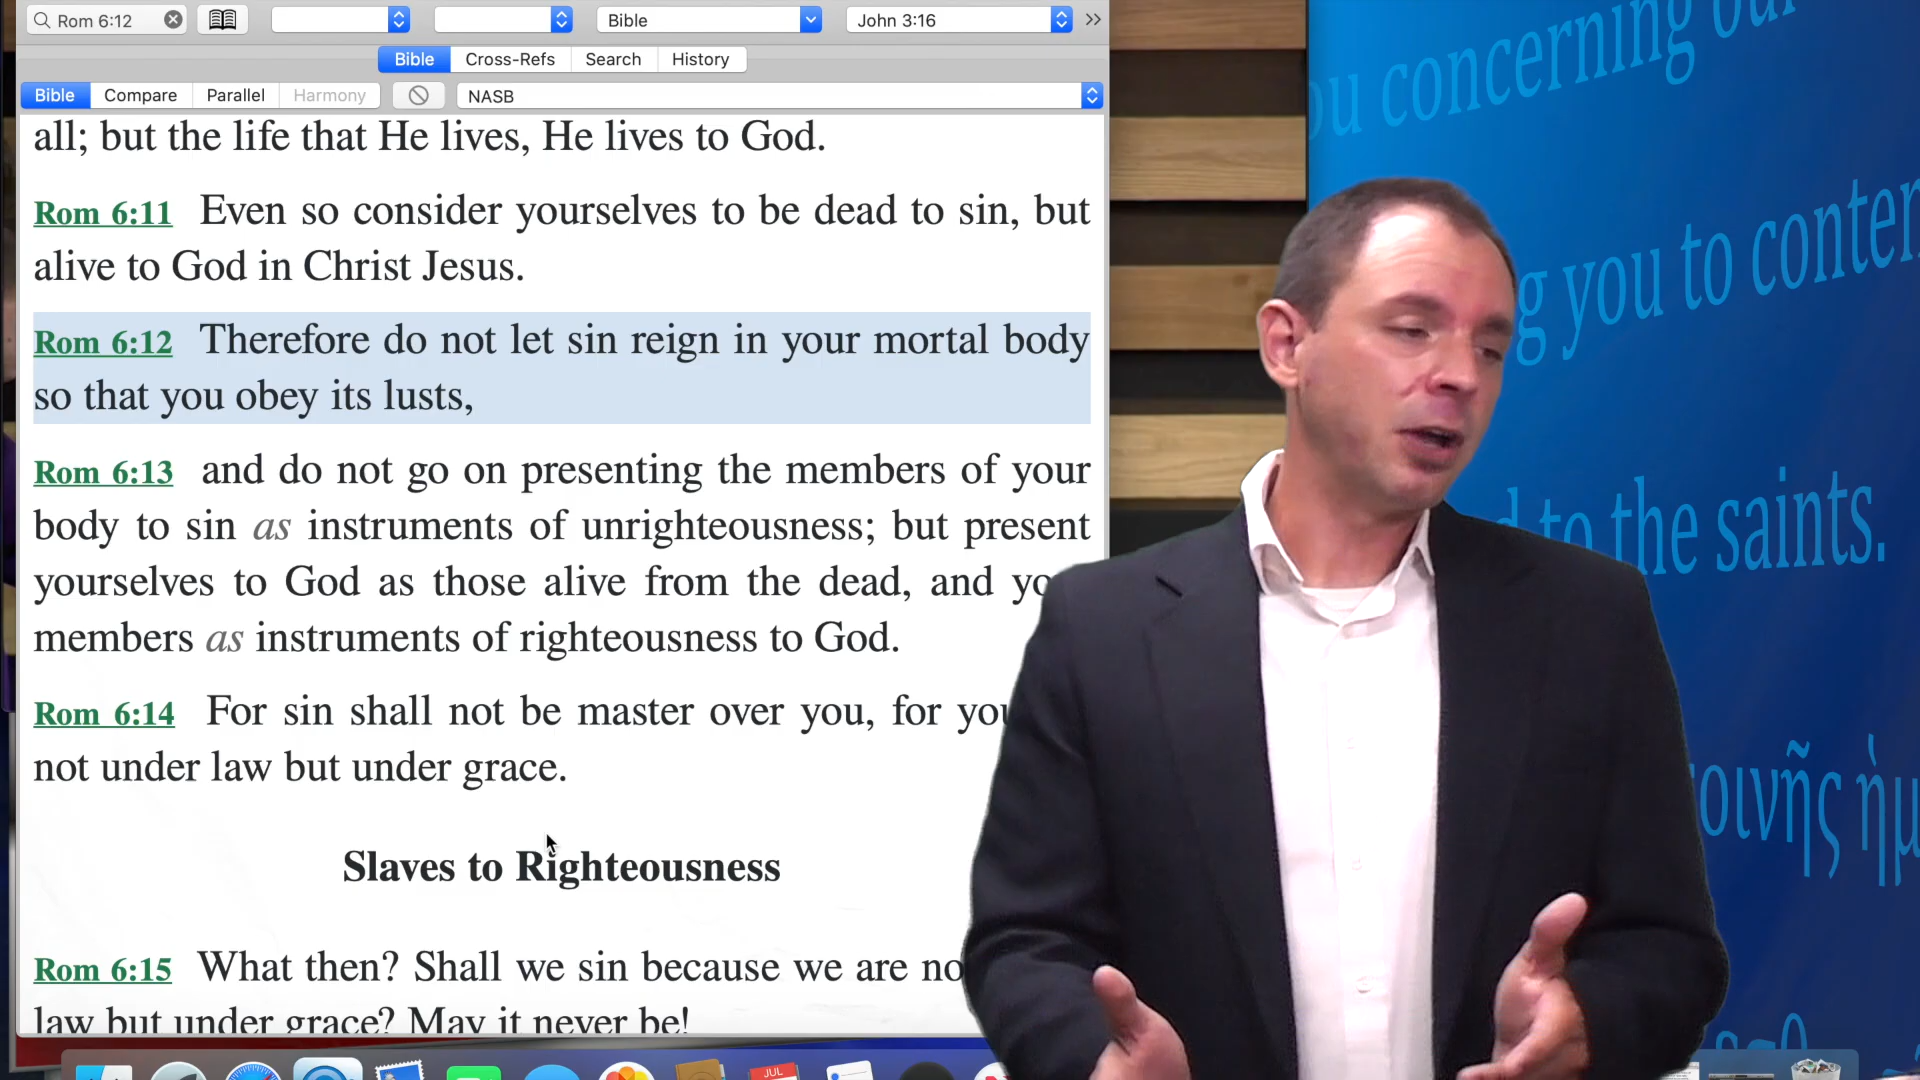 Rom 6:12
Bible
John 3:16
Bible
Cross-Refs
Search
History
Bible
Compare
Parallel
Harmony
NASB
all; but the life that He lives, He lives to God.
Rom 6:11 Even so consider yourselves to be dead to sin, but
alive to God in Christ Jesus.
Rom 6:12 Therefore do not let sin reign in your mortal body
so that you obey its lusts,
Rom 6:13 and do not go on presenting the members of your
body to sin as instruments of unrighteousness; but present
yourselves to God as those alive from the dead, and
members as instruments of righteousness to God.
Rom 6:14 For sin shall not be master over you, for you
not under law but under grace.
Slaves to Righteousness
Rom 6:15 What then? Shall we sin because we are
law but under grace? May it never be!
JUL
concerning our
you to
to the saints.